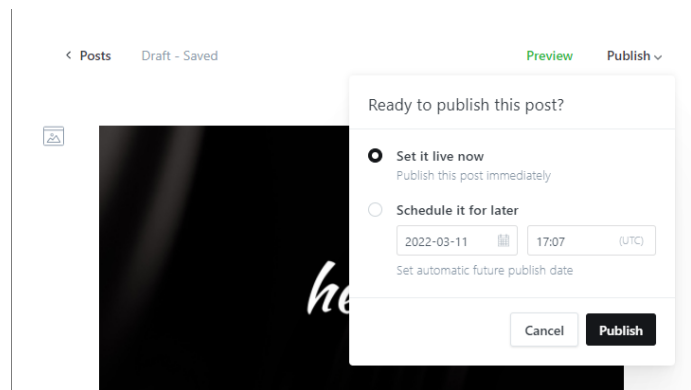 Posts Draft - Saved Preview Publish
Ready to publish this post?
Set it live now
Publish this post immediately
Schedule it for later
2022-03-11 17:07 (UTC)
Set automatic future publish date
he
Cancel Publish